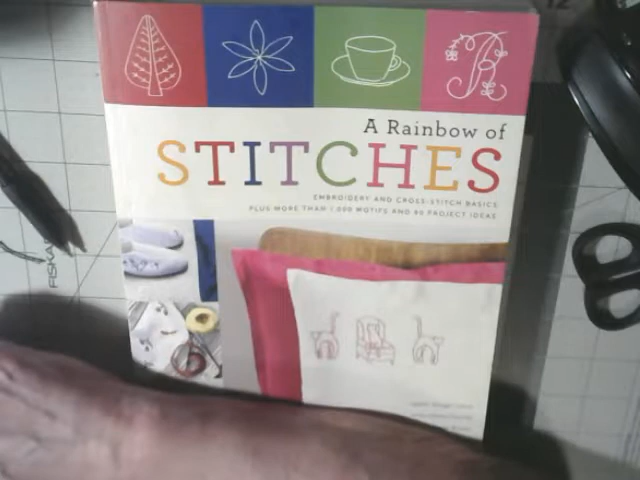 12
A Rainbow of
STITCHES
EMBROIDERY AND CROSS-STITCH BASICS
PLUS MORE THAN 1,000 MOTIFS AND 80 PROJECT IDEAS
FISKARS